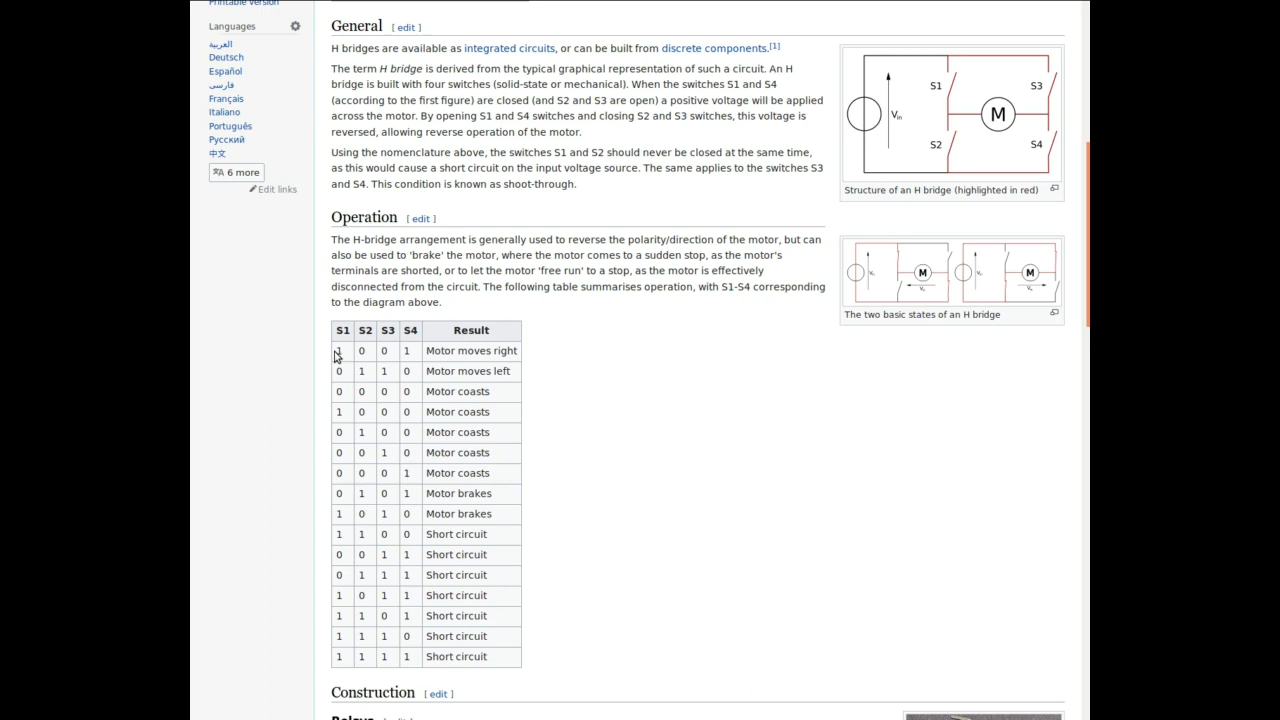 Printable version
Languages
العربية
Deutsch
Español
فارسی
Français
Italiano
Português
Русский
中文
6 more
Edit links
General [ edit ]
H bridges are available as integrated circuits, or can be built from discrete components.[1]
The term H bridge is derived from the typical graphical representation of such a circuit. An H
bridge is built with four switches (solid-state or mechanical). When the switches S1 and S4
(according to the first figure) are closed (and S2 and S3 are open) a positive voltage will be applied
across the motor. By opening S1 and S4 switches and closing S2 and S3 switches, this voltage is
reversed, allowing reverse operation of the motor.
Using the nomenclature above, the switches S1 and S2 should never be closed at the same time,
as this would cause a short circuit on the input voltage source. The same applies to the switches S3
and S4. This condition is known as shoot-through.
S1 S3
Vin M
S2 S4
Structure of an H bridge (highlighted in red)
Operation [ edit ]
The H-bridge arrangement is generally used to reverse the polarity/direction of the motor, but can
also be used to 'brake' the motor, where the motor comes to a sudden stop, as the motor's
terminals are shorted, or to let the motor 'free run' to a stop, as the motor is effectively
disconnected from the circuit. The following table summarises operation, with S1-S4 corresponding
to the diagram above.
M M
The two basic states of an H bridge
S1 S2 S3 S4 Result
1 0 0 1 Motor moves right
0 1 1 0 Motor moves left
0 0 0 0 Motor coasts
1 0 0 0 Motor coasts
0 1 0 0 Motor coasts
0 0 1 0 Motor coasts
0 0 0 1 Motor coasts
0 1 0 1 Motor brakes
1 0 1 0 Motor brakes
1 1 0 0 Short circuit
0 0 1 1 Short circuit
0 1 1 1 Short circuit
1 0 1 1 Short circuit
1 1 0 1 Short circuit
1 1 1 0 Short circuit
1 1 1 1 Short circuit
Construction [ edit ]
Relays [ edit ]